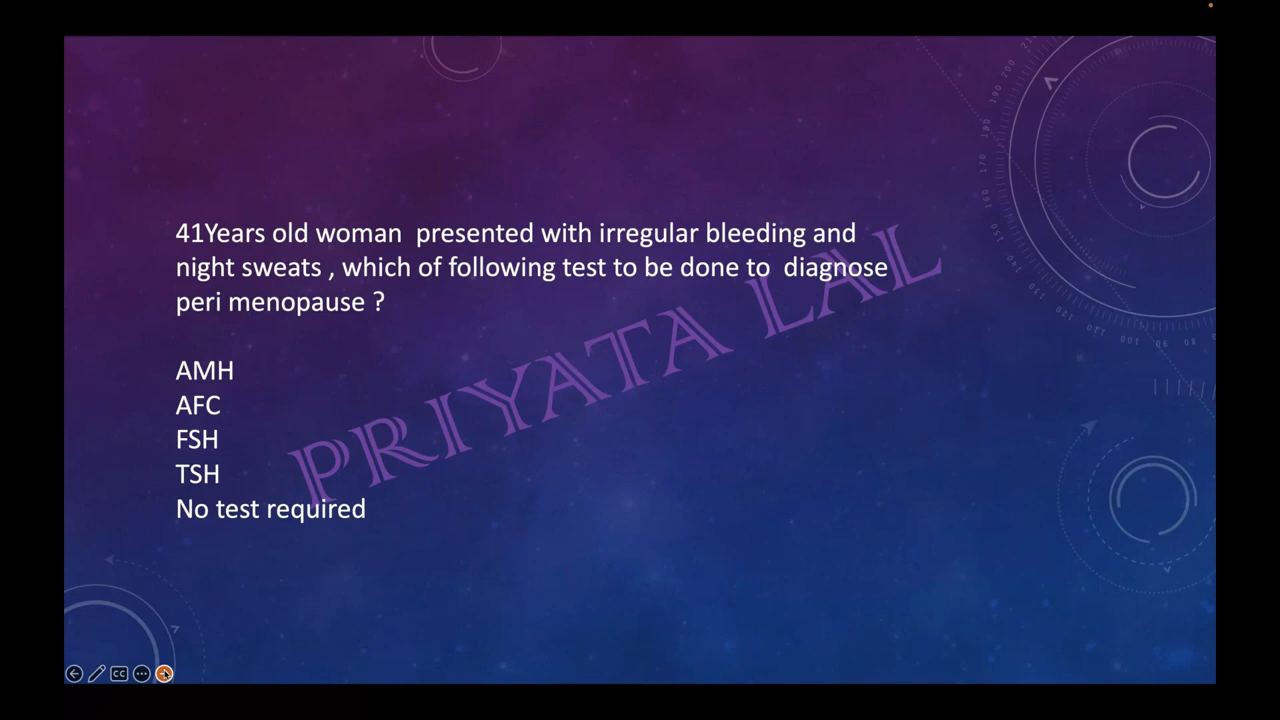 41Years old woman presented with irregular bleeding and
night sweats , which of following test to be done to diagnose
peri menopause ?
AMH
AFC
FSH
TSH
No test required
PRIYATA LAL
CC